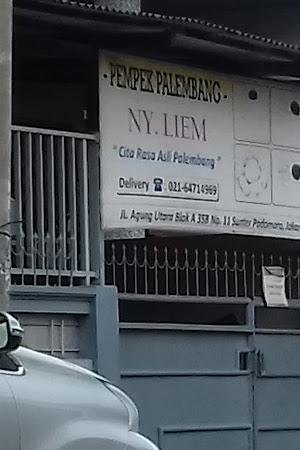 - PEMPEK PALEMBANG -
NY. LIEM
"Cita Rasa Asli Palembang"
Delivery ☎ 021-64714969
JL. Agung Utara Blok A 35B No. 11 Sunter Podomoro, Jakar